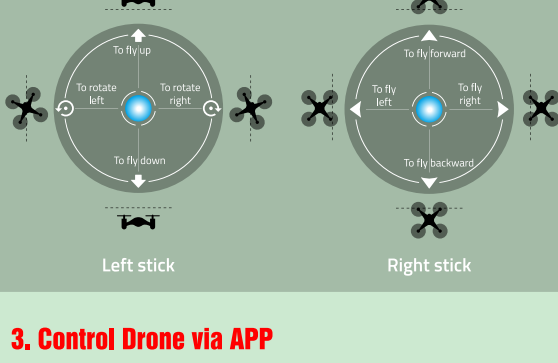 To fly up
To rotate
left
To rotate
right
To fly down
Left stick
To fly forward
To fly
left
To fly
right
To fly backward
Right stick
3. Control Drone via APP